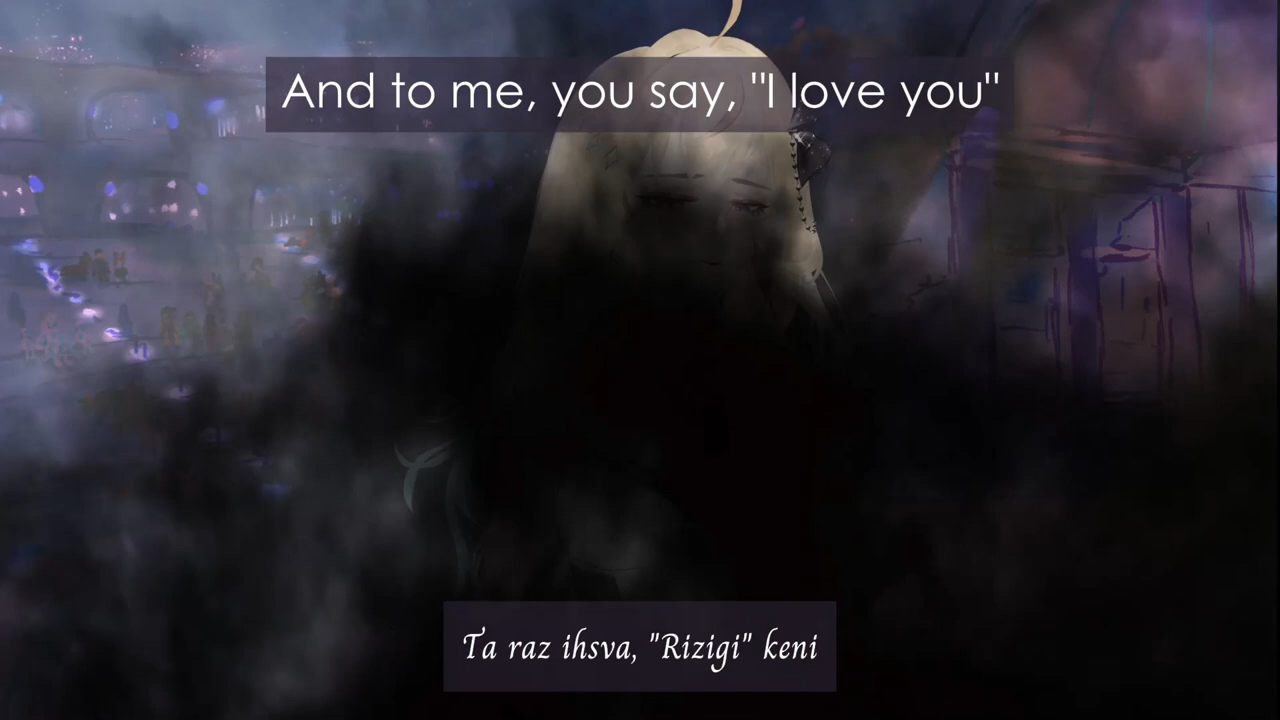 And to me, you say, "I love you"
Ta raz ihsva, "Rizigi" keni